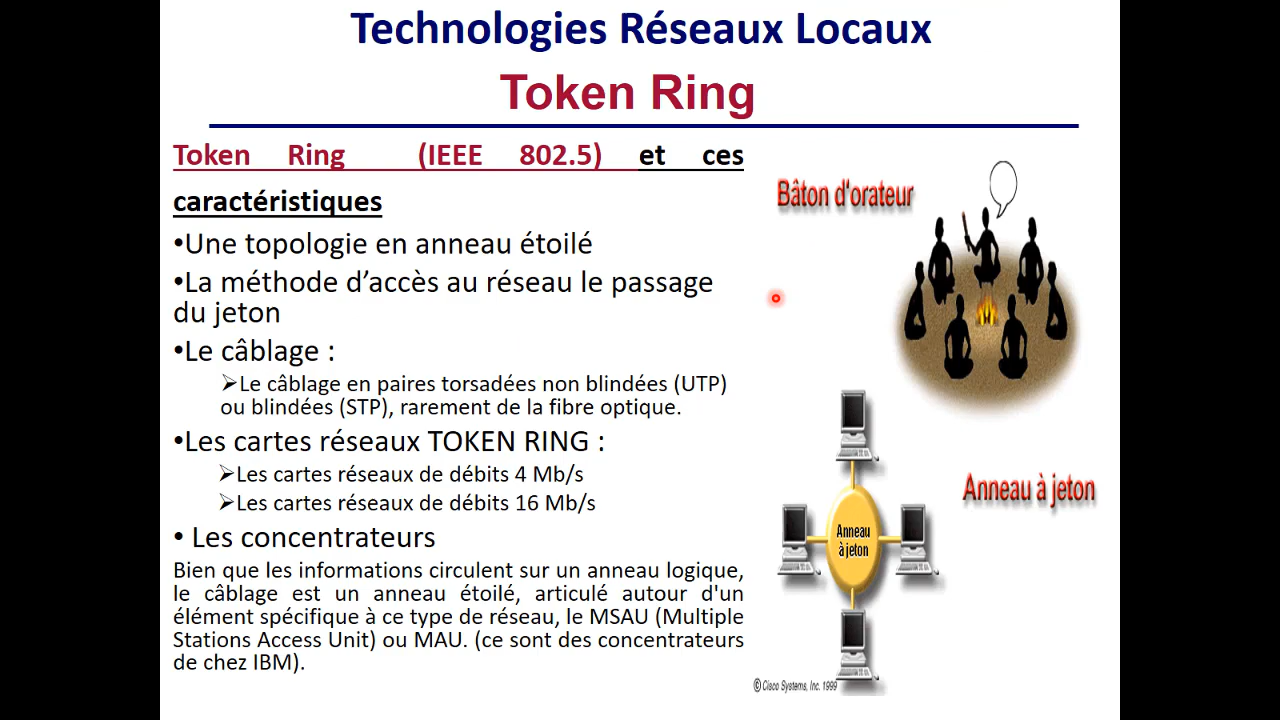 Technologies Réseaux Locaux
Token Ring
Token Ring (IEEE 802.5) et ces
caractéristiques
•Une topologie en anneau étoilé
•La méthode d’accès au réseau le passage
du jeton
•Le câblage :
➢Le câblage en paires torsadées non blindées (UTP)
ou blindées (STP), rarement de la fibre optique.
•Les cartes réseaux TOKEN RING :
➢Les cartes réseaux de débits 4 Mb/s
➢Les cartes réseaux de débits 16 Mb/s
• Les concentrateurs
Bien que les informations circulent sur un anneau logique,
le câblage est un anneau étoilé, articulé autour d'un
élément spécifique à ce type de réseau, le MSAU (Multiple
Stations Access Unit) ou MAU. (ce sont des concentrateurs
de chez IBM).
Bâton d'orateur
Anneau à jeton
Anneau
à jeton
© Cisco Systems, Inc. 1999